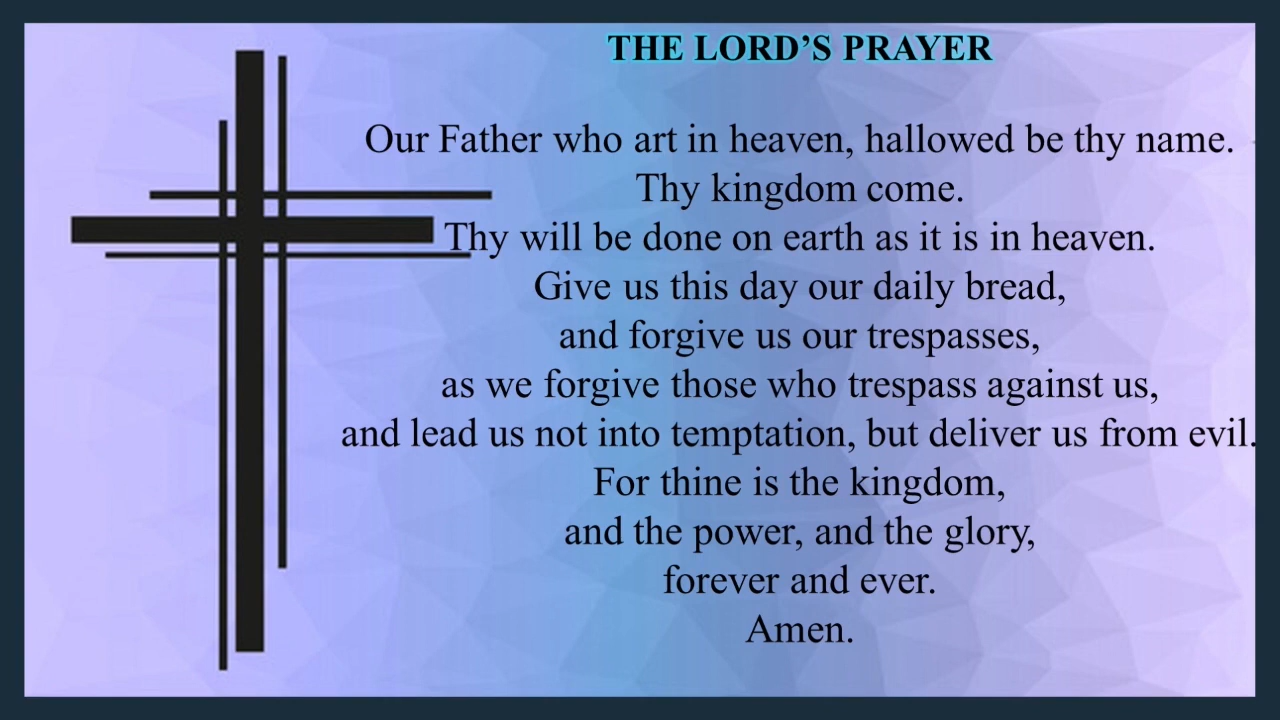 THE LORD’S PRAYER
Our Father who art in heaven, hallowed be thy name.
Thy kingdom come.
Thy will be done on earth as it is in heaven.
Give us this day our daily bread,
and forgive us our trespasses,
as we forgive those who trespass against us,
and lead us not into temptation, but deliver us from evil.
For thine is the kingdom,
and the power, and the glory,
forever and ever.
Amen.